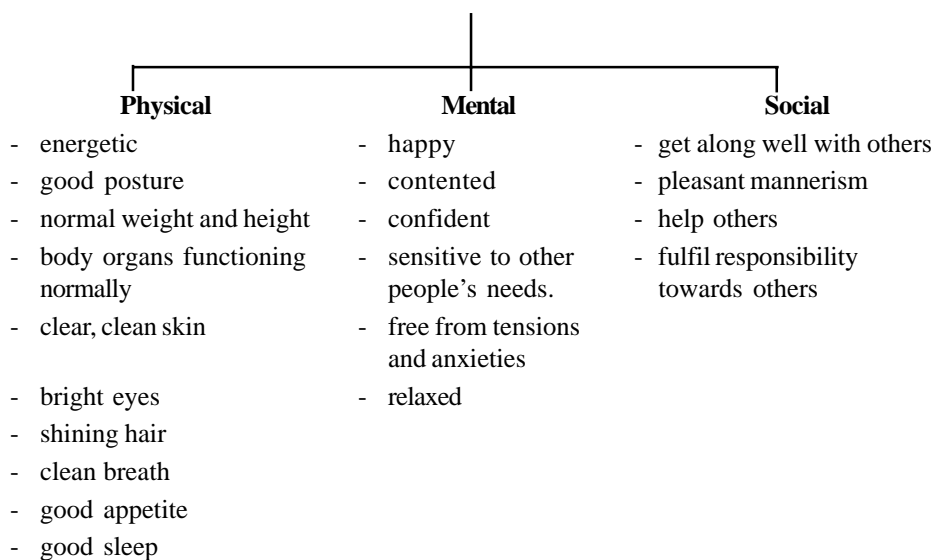 Physical
- energetic
- good posture
- normal weight and height
- body organs functioning
normally
- clear, clean skin
- bright eyes
- shining hair
- clean breath
- good appetite
- good sleep
Mental
- happy
- contented
- confident
- sensitive to other
people's needs.
- free from tensions
and anxieties
- relaxed
Social
- get along well with others
- pleasant mannerism
- help others
- fulfil responsibility
towards others